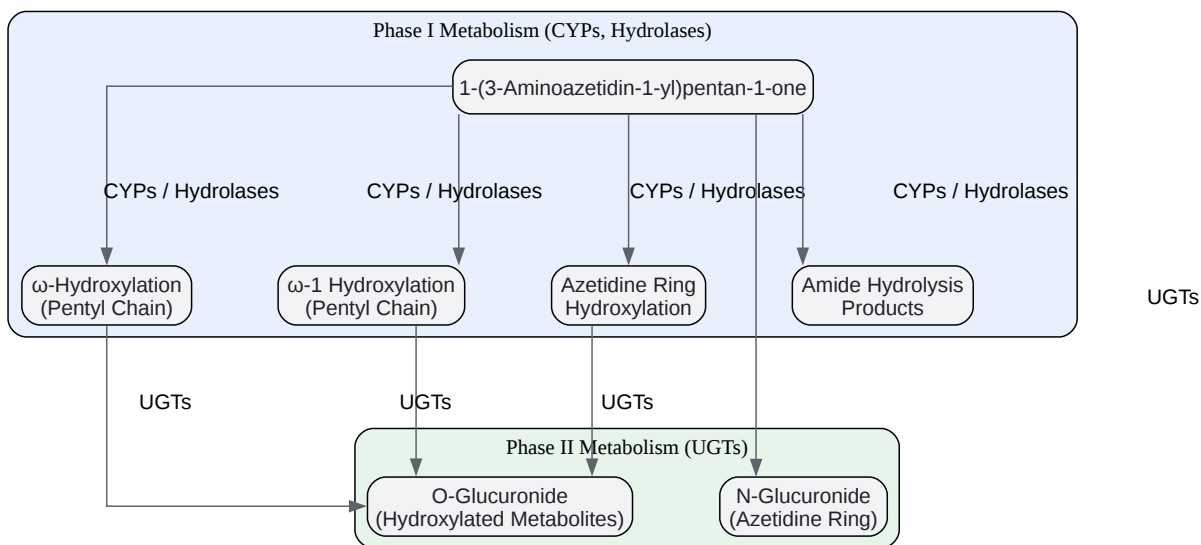 Phase I Metabolism (CYPs, Hydrolases)
1-(3-Aminoazetidin-1-yl)pentan-1-one
CYPs / Hydrolases
CYPs / Hydrolases
CYPs / Hydrolases
CYPs / Hydrolases
ω-Hydroxylation
(Pentyl Chain)
ω-1 Hydroxylation
(Pentyl Chain)
Azetidine Ring
Hydroxylation
Amide Hydrolysis
Products
UGTs
UGTs
UGTs
UGTs
Phase II Metabolism (UGTs)
O-Glucuronide
(Hydroxylated Metabolites)
N-Glucuronide
(Azetidine Ring)